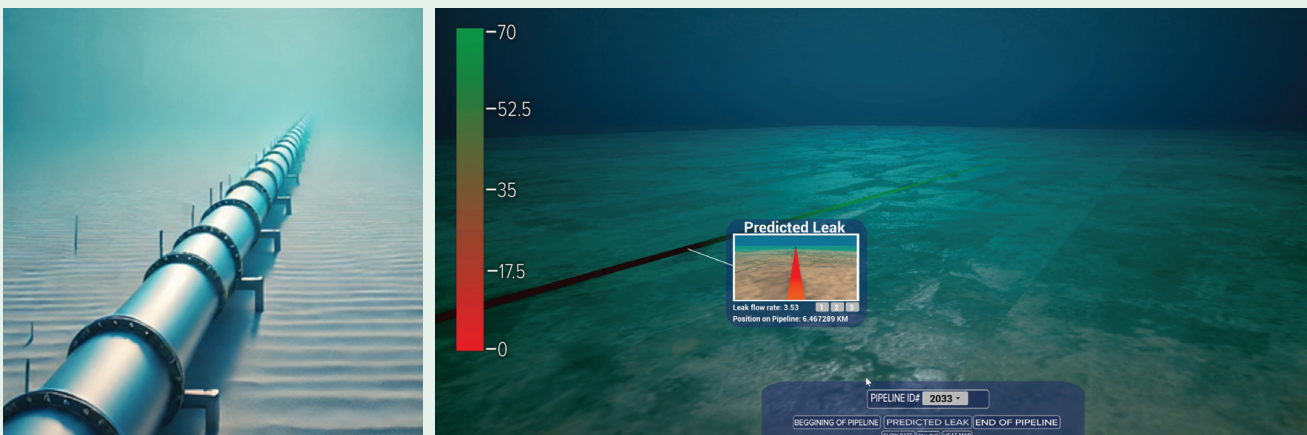 70
52.5
35
17.5
0
Predicted Leak
Leak flow rate: 3.53 1 2 3
Position on Pipeline: 6.467289 KM
PIPELINE ID# 2033
BEGGINING OF PIPELINE PREDICTED LEAK END OF PIPELINE